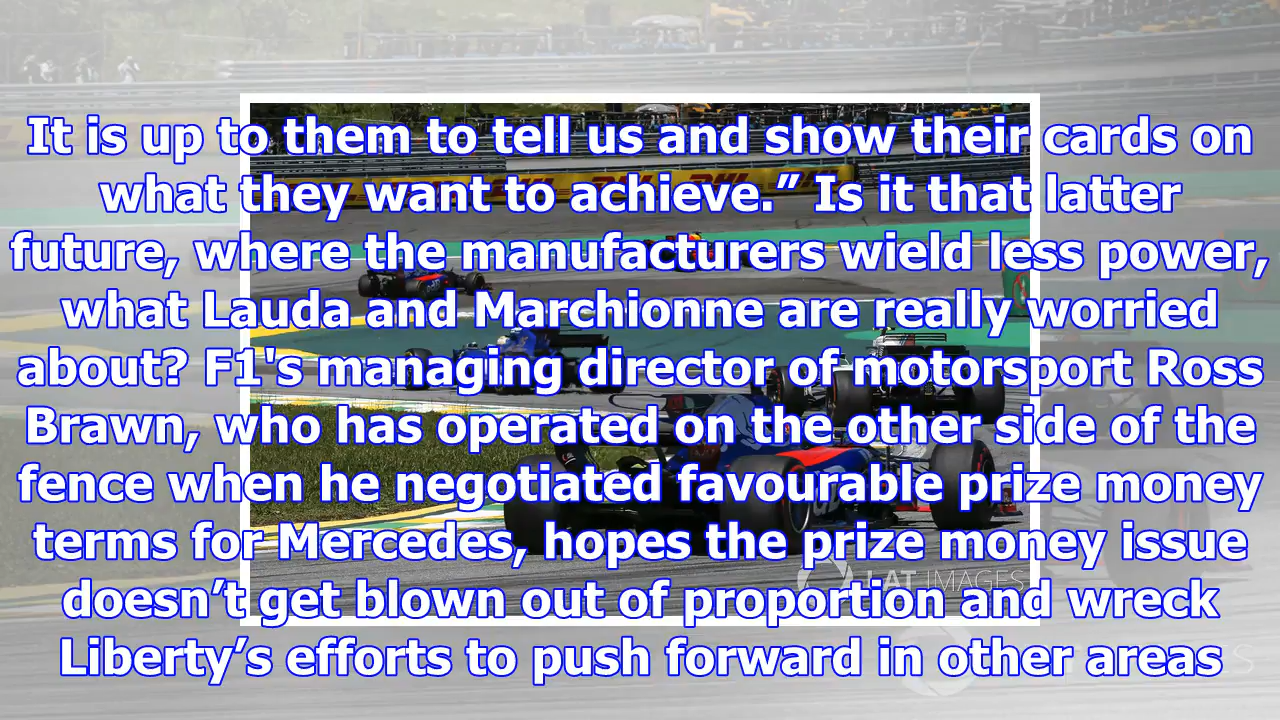 It is up to them to tell us and show their cards on
what they want to achieve.” Is it that latter
future, where the manufacturers wield less power,
what Lauda and Marchionne are really worried
about? F1's managing director of motorsport Ross
Brawn, who has operated on the other side of the
fence when he negotiated favourable prize money
terms for Mercedes, hopes the prize money issue
doesn’t get blown out of proportion and wreck
Liberty’s efforts to push forward in other areas
DHL DHL
LAT IMAGES